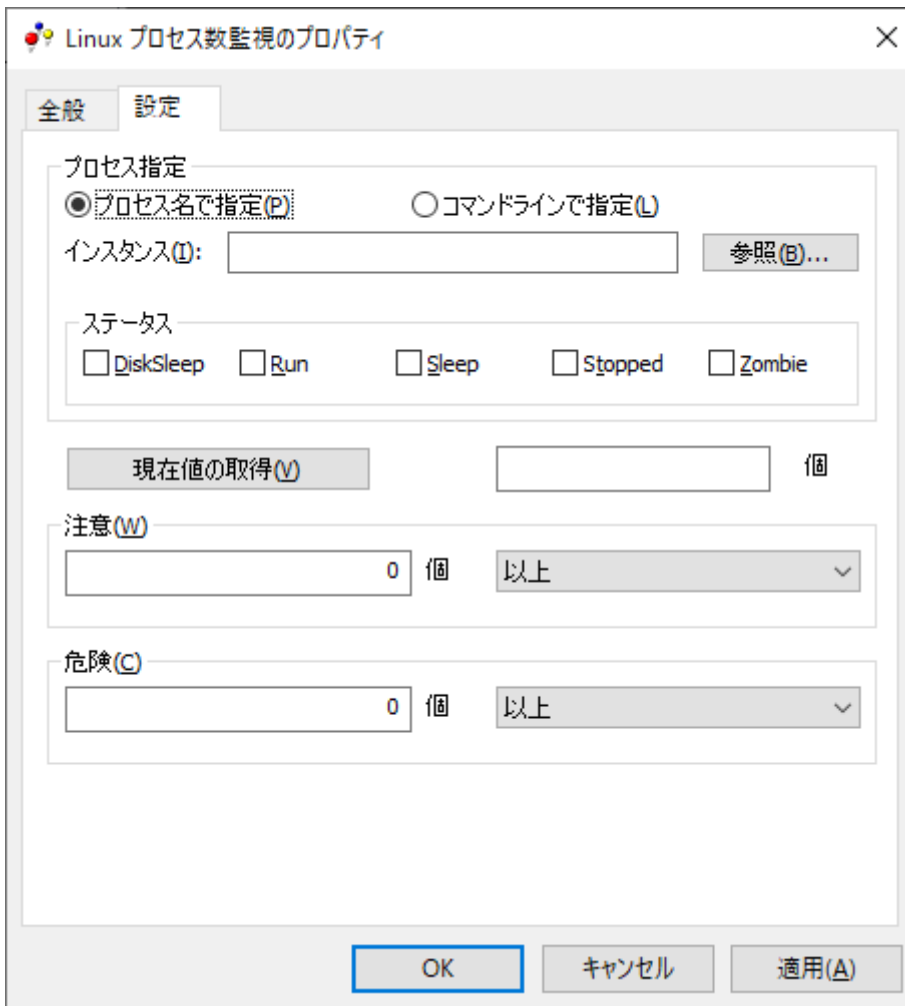 Linux プロセス数監視のプロパティ
全般 設定
プロセス指定
プロセス名で指定(P) コマンドラインで指定(L)
インスタンス(I): 参照(B)...
ステータス
DiskSleep Run Sleep Stopped Zombie
現在値の取得(V) 個
注意(W)
0 個 以上
危険(C)
0 個 以上
OK キャンセル 適用(A)